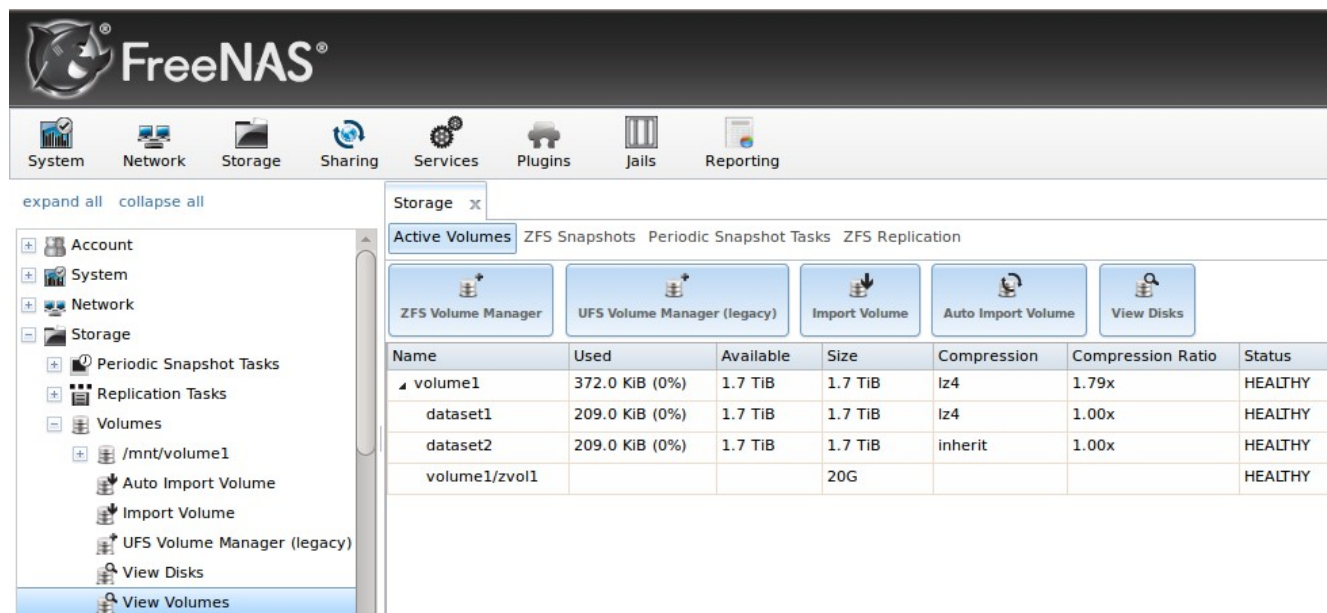 FreeNAS®
System Network Storage Sharing Services Plugins Jails Reporting
expand all collapse all
Account
System
Network
Storage
Periodic Snapshot Tasks
Replication Tasks
Volumes
/mnt/volume1
Auto Import Volume
Import Volume
UFS Volume Manager (legacy)
View Disks
View Volumes
Storage x
Active Volumes ZFS Snapshots Periodic Snapshot Tasks ZFS Replication
ZFS Volume Manager UFS Volume Manager (legacy) Import Volume Auto Import Volume View Disks
Name Used Available Size Compression Compression Ratio Status
volume1 372.0 KiB (0%) 1.7 TiB 1.7 TiB lz4 1.79x HEALTHY
dataset1 209.0 KiB (0%) 1.7 TiB 1.7 TiB lz4 1.00x HEALTHY
dataset2 209.0 KiB (0%) 1.7 TiB 1.7 TiB inherit 1.00x HEALTHY
volume1/zvol1 20G HEALTHY